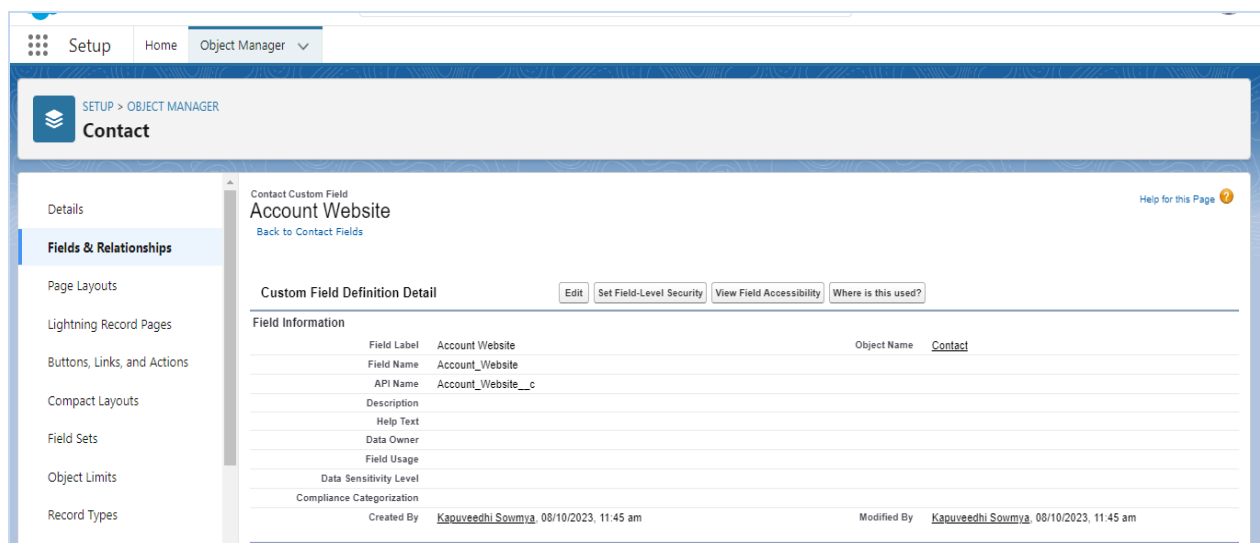 Setup Home Object Manager
SETUP > OBJECT MANAGER
Contact
Details
Fields & Relationships
Page Layouts
Lightning Record Pages
Buttons, Links, and Actions
Compact Layouts
Field Sets
Object Limits
Record Types
Contact Custom Field
Account Website
Back to Contact Fields
Help for this Page ?
Custom Field Definition Detail Edit Set Field-Level Security View Field Accessibility Where is this used?
Field Information
Field Label Account Website Object Name Contact
Field Name Account_Website
API Name Account_Website__c
Description
Help Text
Data Owner
Field Usage
Data Sensitivity Level
Compliance Categorization
Created By Kapuveedhi Sowmya, 08/10/2023, 11:45 am Modified By Kapuveedhi Sowmya, 08/10/2023, 11:45 am